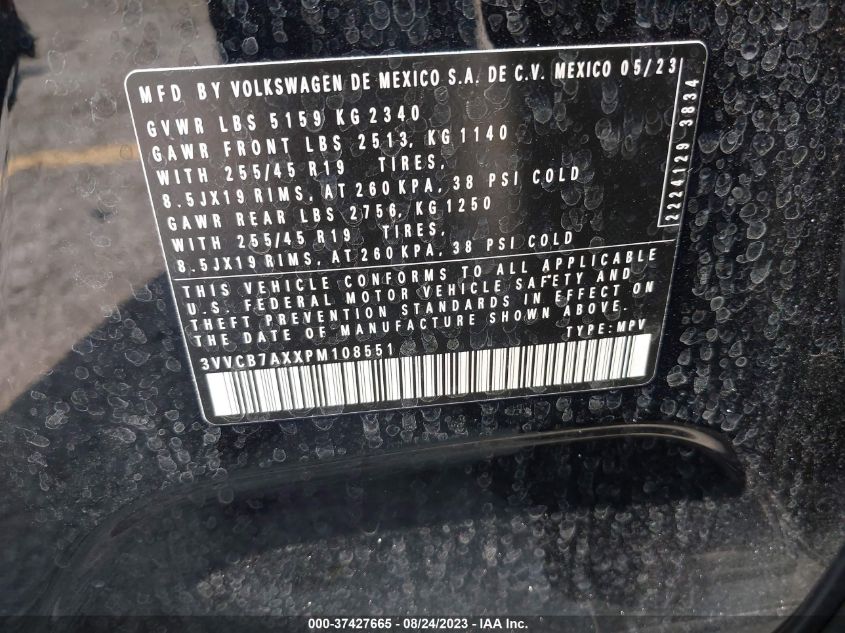 MFD BY VOLKSWAGEN DE MEXICO S.A. DE C.V. MEXICO 05/23
GVWR LBS 5159 KG 2340
GAWR FRONT LBS 2513, KG 1140
WITH 255/45 R19 TIRES,
8.5JX19 RIMS, AT 260 KPA, 38 PSI COLD
GAWR REAR LBS 2756, KG 1250
WITH 255/45 R19 TIRES,
8.5JX19 RIMS, AT 260 KPA, 38 PSI COLD
2224129 3834
THIS VEHICLE CONFORMS TO ALL APPLICABLE
U.S. FEDERAL MOTOR VEHICLE SAFETY AND
THEFT PREVENTION STANDARDS IN EFFECT ON
THE DATE OF MANUFACTURE SHOWN ABOVE.
TYPE:MPV
3VVCB7AXXPM108551
000-37427665 - 08/24/2023 - IAA Inc.